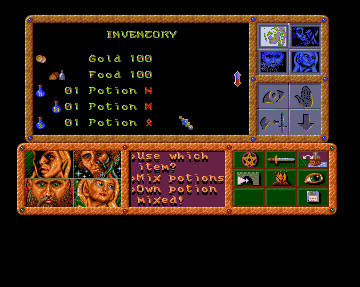 INVENTORY
Gold 100
Food 100
01 Potion N
01 Potion M
01 Potion
Use which
item?
Mix potions
Own potion
mixed!